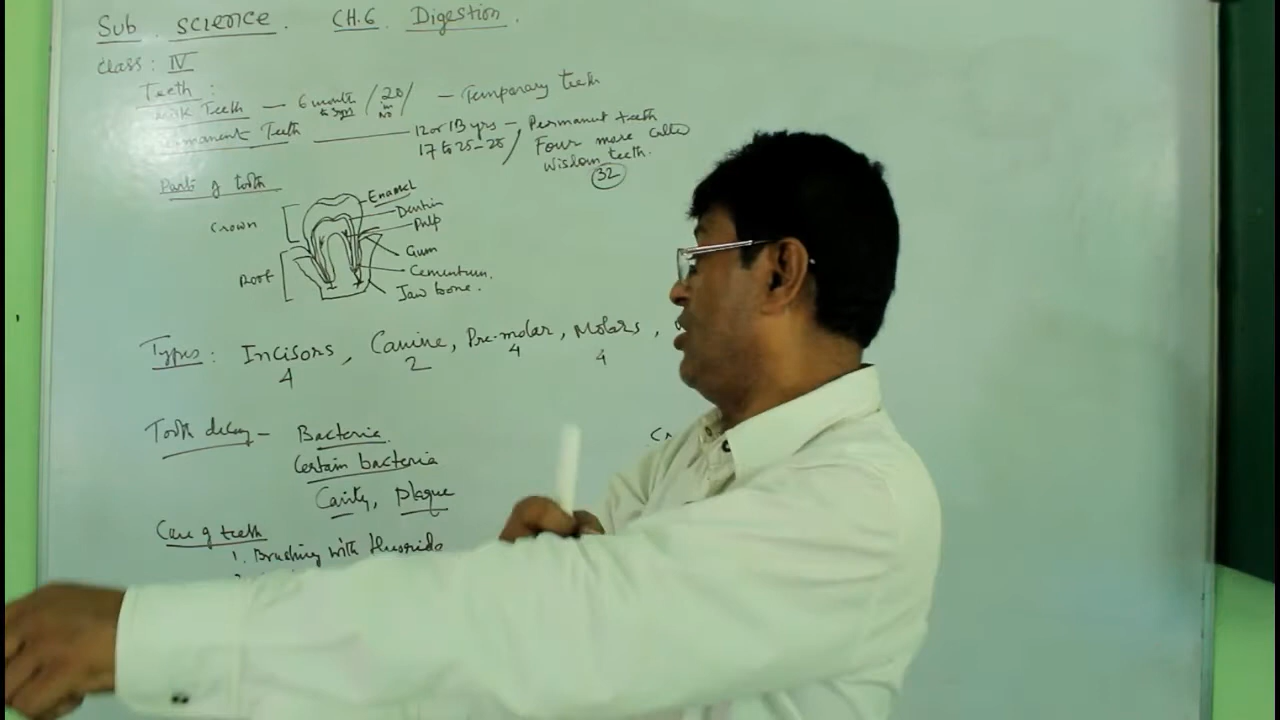 Sub . Science . CH.6 Digestion .
Class : IV
Teeth :
Milk Teeth — 6 month to 5yrs / 20 in no / — Temporary teeth
Permanent Teeth — 12 or 13 yrs — Permanent teeth
17 to 25-28 / Four more called
Wisdom teeth.
32
Parts of tooth
Enamel
Dentin
Crown
Pulp
Gum
Root
Cementum.
Jaw bone.
Types : Incisors, Canine, Pre-molar, Molars,
4 2 4 4
Tooth decay - Bacteria.
Certain bacteria
Cavity, Plaque
Care of teeth
1. Brushing with fluoride